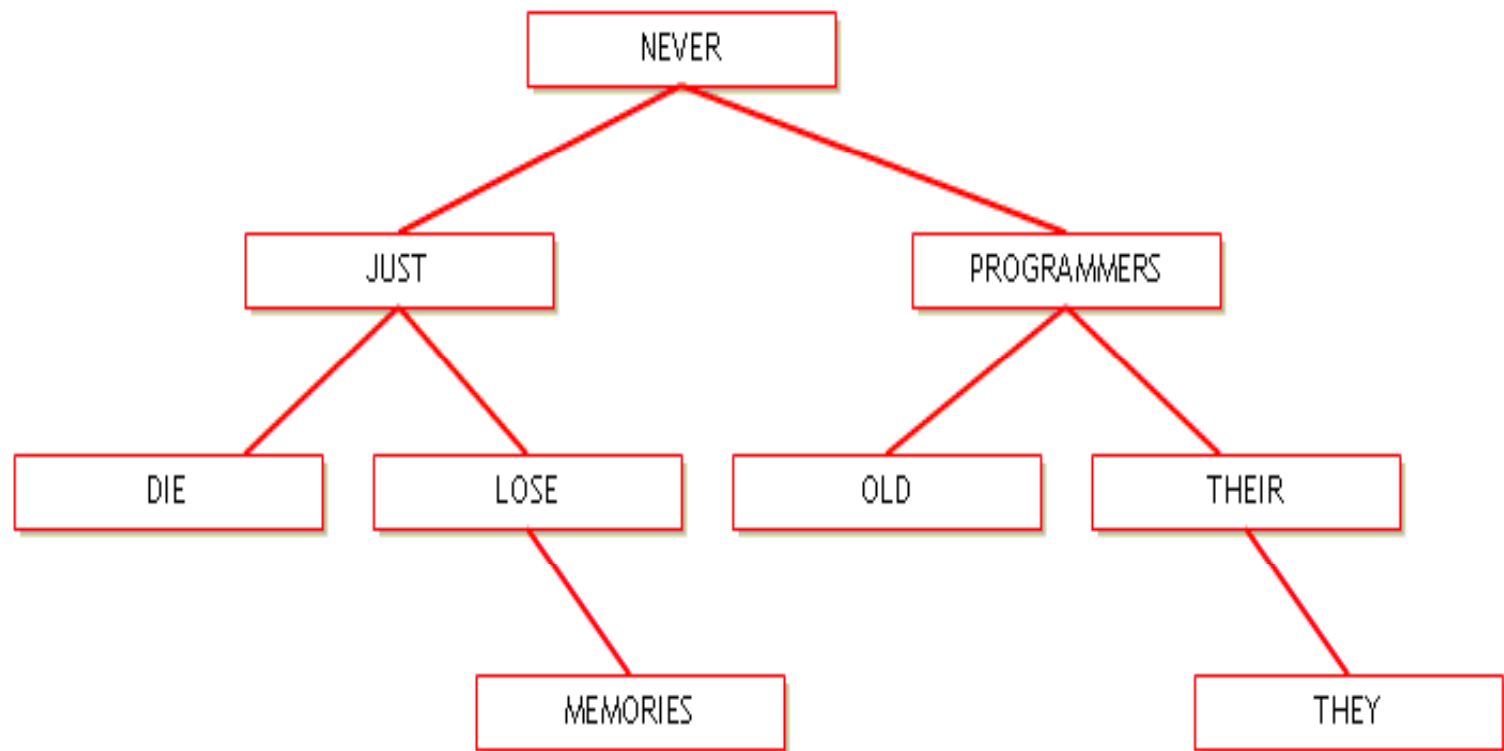 NEVER
JUST
PROGRAMMERS
DIE
LOSE
OLD
THEIR
MEMORIES
THEY